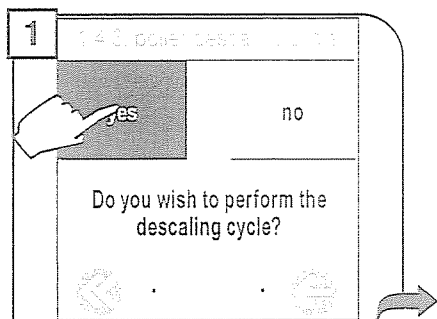 1
yes
no
Do you wish to perform the
descaling cycle?